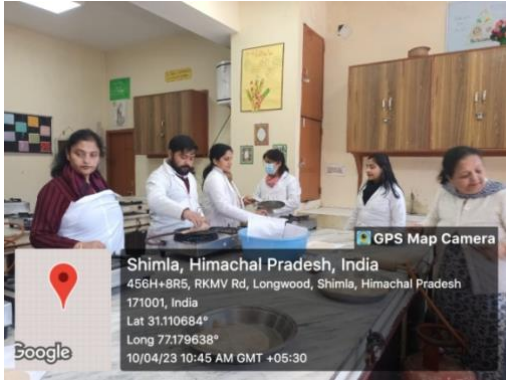 GPS Map Camera
Shimla, Himachal Pradesh, India
456H+8R5, RKMV Rd, Longwood, Shimla, Himachal Pradesh
171001, India
Lat 31.110684°
Long 77.179638°
10/04/23 10:45 AM GMT +05:30
Google